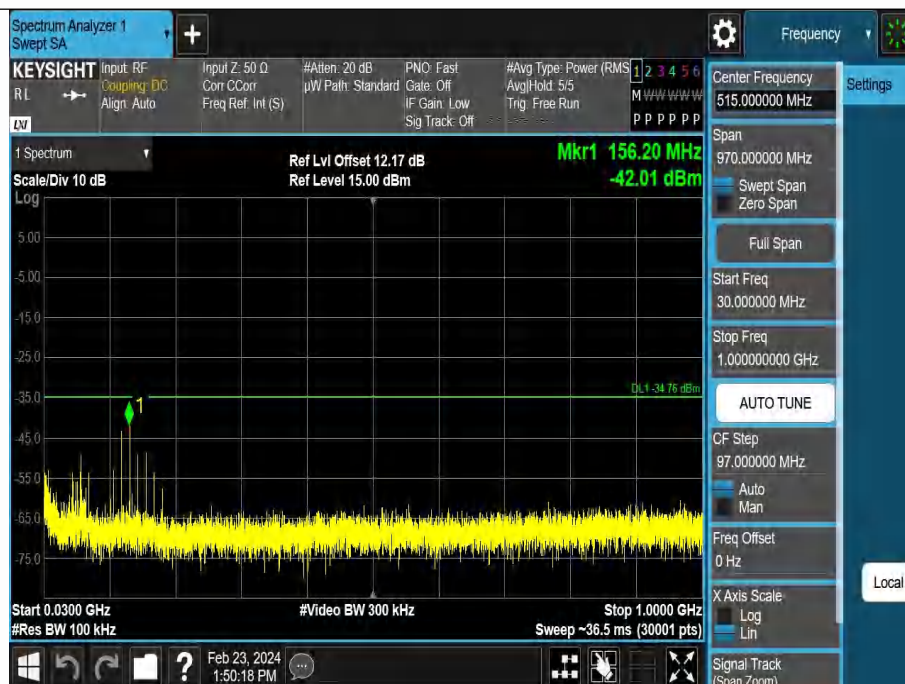 Spectrum Analyzer 1
Swept SA
Frequency
KEYSIGHT
R L
LXI
Input: RF
Coupling: DC
Align: Auto
Input Z: 50 Ω
Corr CCorr
Freq Ref: Int (S)
#Atten: 20 dB
µW Path: Standard
PNO: Fast
Gate: Off
IF Gain: Low
Sig Track: Off
#Avg Type: Power (RMS
Avg|Hold: 5/5
Trig: Free Run
1 2 3 4 5 6
M W W W W W
P P P P P P
1 Spectrum
Scale/Div 10 dB
Log
Ref Lvl Offset 12.17 dB
Ref Level 15.00 dBm
Mkr1 156.20 MHz
-42.01 dBm
5.00
-5.00
-15.0
-25.0
-35.0
-45.0
-55.0
-65.0
-75.0
DL1 -34.76 dBm
1
Start 0.0300 GHz
#Res BW 100 kHz
#Video BW 300 kHz
Stop 1.0000 GHz
Sweep ~36.5 ms (30001 pts)
Feb 23, 2024
1:50:18 PM
Center Frequency
515.000000 MHz
Span
970.000000 MHz
Swept Span
Zero Span
Full Span
Start Freq
30.000000 MHz
Stop Freq
1.000000000 GHz
AUTO TUNE
CF Step
97.000000 MHz
Auto
Man
Freq Offset
0 Hz
X Axis Scale
Log
Lin
Signal Track
(Span Zoom)
Settings
Local